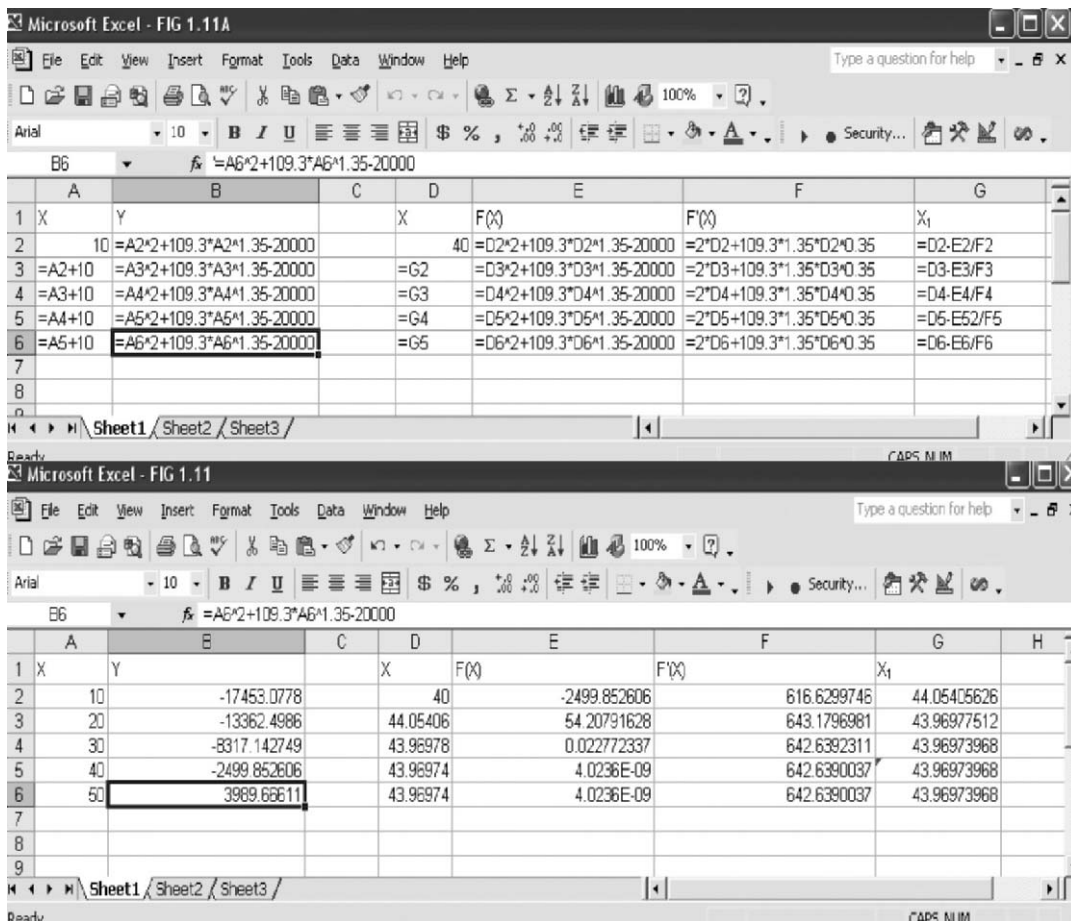 Microsoft Excel - FIG 1.11A
File Edit View Insert Format Tools Data Window Help Type a question for help
100%
Arial 10 B I U $ % , Security...
B6 fx '=A6^2+109.3*A6^1.35-20000
A B C D E F G
1 X Y X F(X) F'(X) X₁
2 10 =A2^2+109.3*A2^1.35-20000 40 =D2^2+109.3*D2^1.35-20000 =2*D2+109.3*1.35*D2^0.35 =D2-E2/F2
3 =A2+10 =A3^2+109.3*A3^1.35-20000 =G2 =D3^2+109.3*D3^1.35-20000 =2*D3+109.3*1.35*D3^0.35 =D3-E3/F3
4 =A3+10 =A4^2+109.3*A4^1.35-20000 =G3 =D4^2+109.3*D4^1.35-20000 =2*D4+109.3*1.35*D4^0.35 =D4-E4/F4
5 =A4+10 =A5^2+109.3*A5^1.35-20000 =G4 =D5^2+109.3*D5^1.35-20000 =2*D5+109.3*1.35*D5^0.35 =D5-E52/F5
6 =A5+10 =A6^2+109.3*A6^1.35-20000 =G5 =D6^2+109.3*D6^1.35-20000 =2*D6+109.3*1.35*D6^0.35 =D6-E6/F6
7
8
9
Sheet1 Sheet2 Sheet3
Ready CAPS NUM
Microsoft Excel - FIG 1.11
File Edit View Insert Format Tools Data Window Help Type a question for help
100%
Arial 10 B I U $ % , Security...
B6 fx =A6^2+109.3*A6^1.35-20000
A B C D E F G H
1 X Y X F(X) F'(X) X₁
2 10 -17453.0778 40 -2499.852606 616.6299746 44.05405626
3 20 -13362.4986 44.05406 54.20791628 643.1796981 43.96977512
4 30 -8317.142749 43.96978 0.022772337 642.6392311 43.96973968
5 40 -2499.852606 43.96974 4.0236E-09 642.6390037 43.96973968
6 50 3989.66611 43.96974 4.0236E-09 642.6390037 43.96973968
7
8
9
Sheet1 Sheet2 Sheet3
Ready CAPS NUM